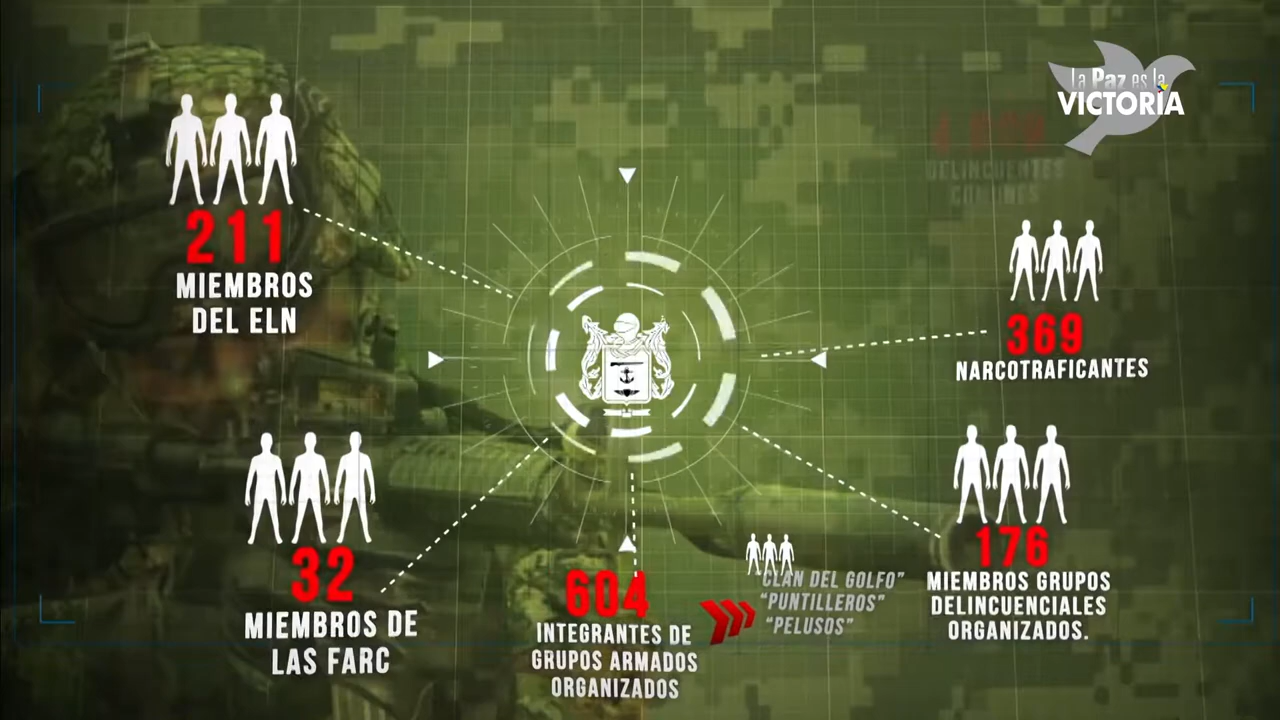 la Paz es la
VICTORIA
DELINCUENTES
COMUNES
211
MIEMBROS
DEL ELN
369
NARCOTRAFICANTES
32
MIEMBROS DE
LAS FARC
604
INTEGRANTES DE
GRUPOS ARMADOS
ORGANIZADOS
"CLAN DEL GOLFO"
"PUNTILLEROS"
"PELUSOS"
176
MIEMBROS GRUPOS
DELINCUENCIALES
ORGANIZADOS.